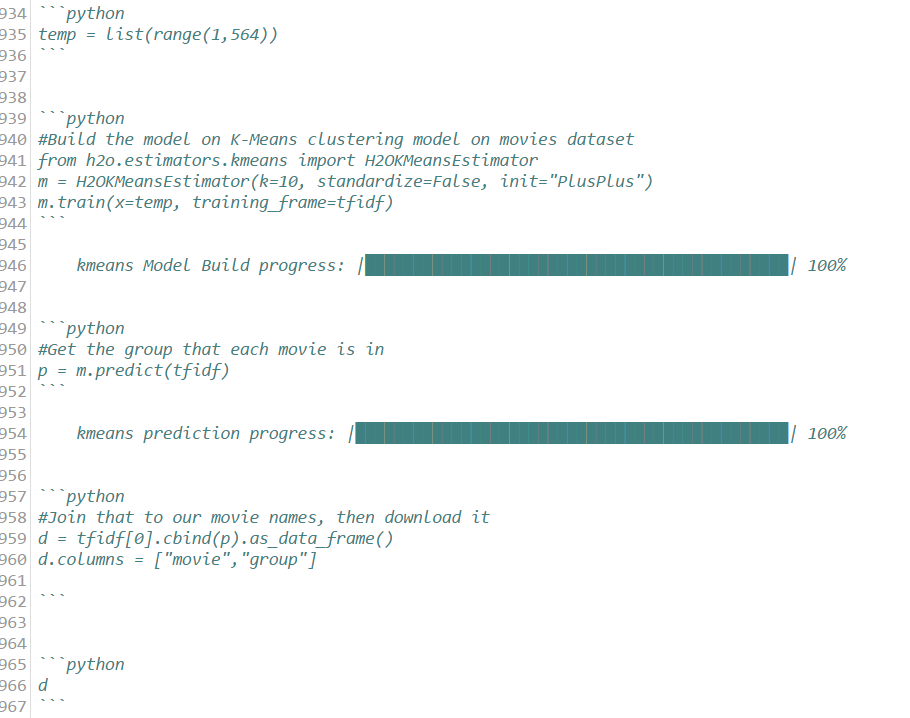 934 ```python
935 temp = list(range(1,564))
936 ```
937
938
939 ```python
940 #Build the model on K-Means clustering model on movies dataset
941 from h2o.estimators.kmeans import H2OKMeansEstimator
942 m = H2OKMeansEstimator(k=10, standardize=False, init="PlusPlus")
943 m.train(x=temp, training_frame=tfidf)
944 ```
945
946     kmeans Model Build progress: |████████████████████████████████████████████| 100%
947
948
949 ```python
950 #Get the group that each movie is in
951 p = m.predict(tfidf)
952 ```
953
954     kmeans prediction progress: |█████████████████████████████████████████████| 100%
955
956
957 ```python
958 #Join that to our movie names, then download it
959 d = tfidf[0].cbind(p).as_data_frame()
960 d.columns = ["movie","group"]
961
962 ```
963
964
965 ```python
966 d
967 ```